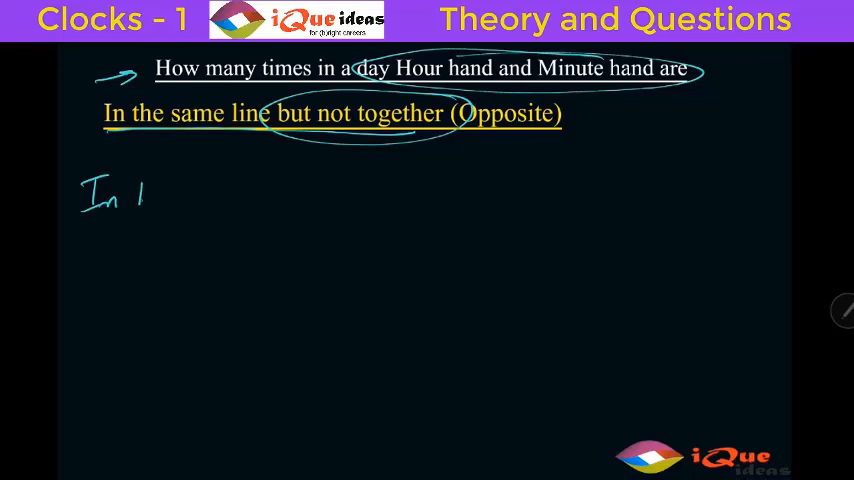 Clocks - 1
iQue ideas
for (b)right careers
Theory and Questions
How many times in a day Hour hand and Minute hand are
In the same line but not together (Opposite)
In 1
iQue
ideas